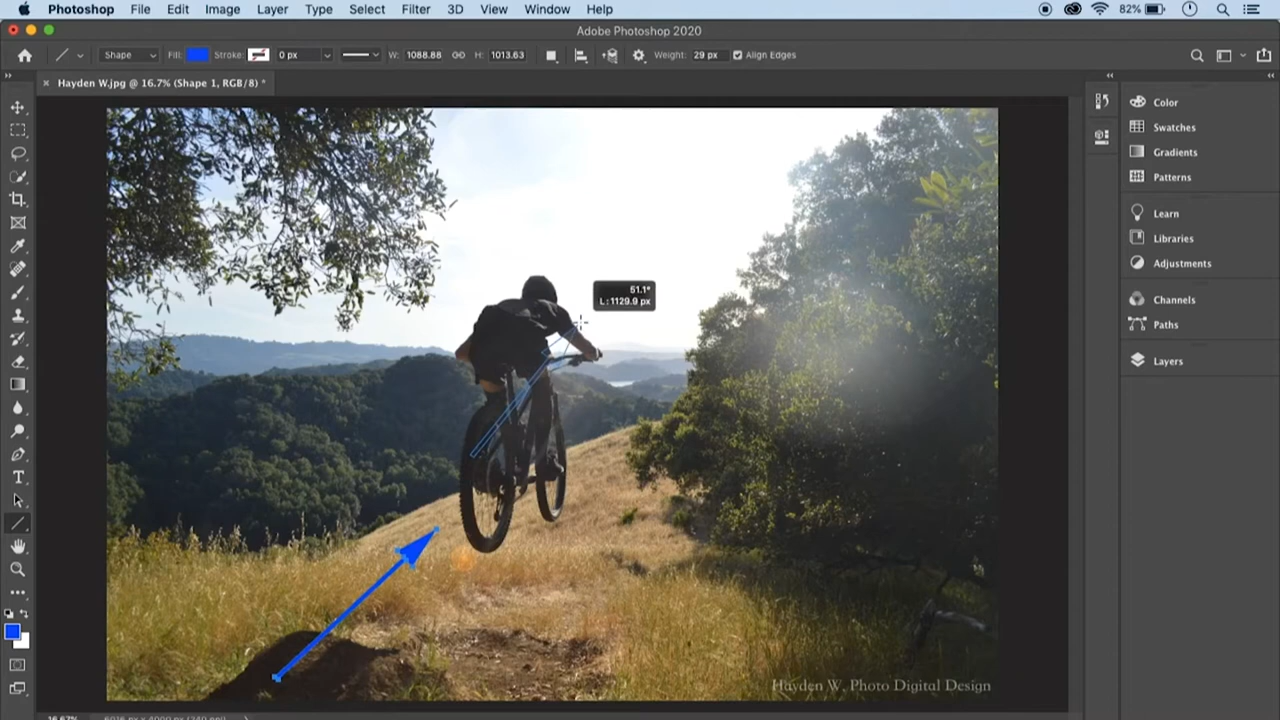 Photoshop File Edit Image Layer Type Select Filter 3D View Window Help 82%
Adobe Photoshop 2020
Shape Fill: Stroke: 0 px W: 1088.88 H: 1013.63 Weight: 29 px Align Edges
× Hayden W.jpg @ 16.7% (Shape 1, RGB/8) *
Color
Swatches
Gradients
Patterns
Learn
Libraries
Adjustments
Channels
Paths
Layers
51.1°
L: 1129.9 px
Hayden W, Photo Digital Design